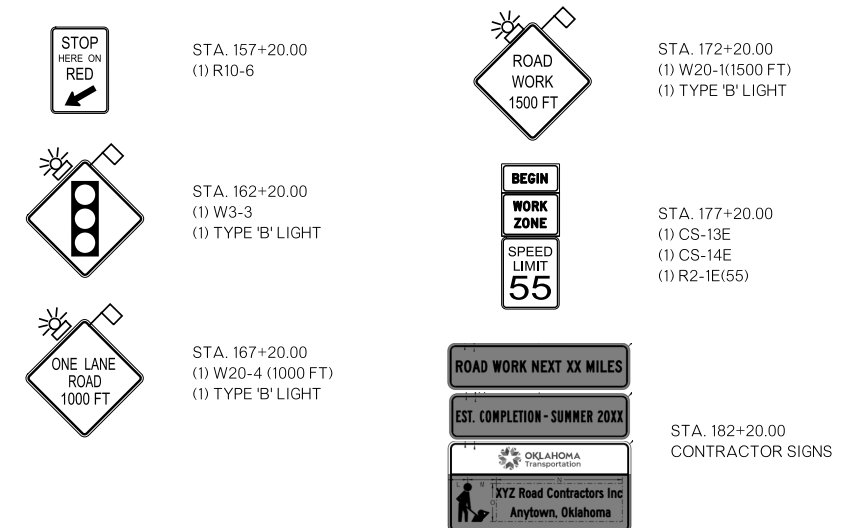 STOP
HERE ON
RED
STA. 157+20.00
(1) R10-6
STA. 162+20.00
(1) W3-3
(1) TYPE 'B' LIGHT
ONE LANE
ROAD
1000 FT
STA. 167+20.00
(1) W20-4 (1000 FT)
(1) TYPE 'B' LIGHT
ROAD
WORK
1500 FT
STA. 172+20.00
(1) W20-1(1500 FT)
(1) TYPE 'B' LIGHT
BEGIN
WORK
ZONE
SPEED
LIMIT
55
STA. 177+20.00
(1) CS-13E
(1) CS-14E
(1) R2-1E(55)
ROAD WORK NEXT XX MILES
EST. COMPLETION - SUMMER 20XX
OKLAHOMA
Transportation
L M N
XYZ Road Contractors Inc
Anytown, Oklahoma
STA. 182+20.00
CONTRACTOR SIGNS